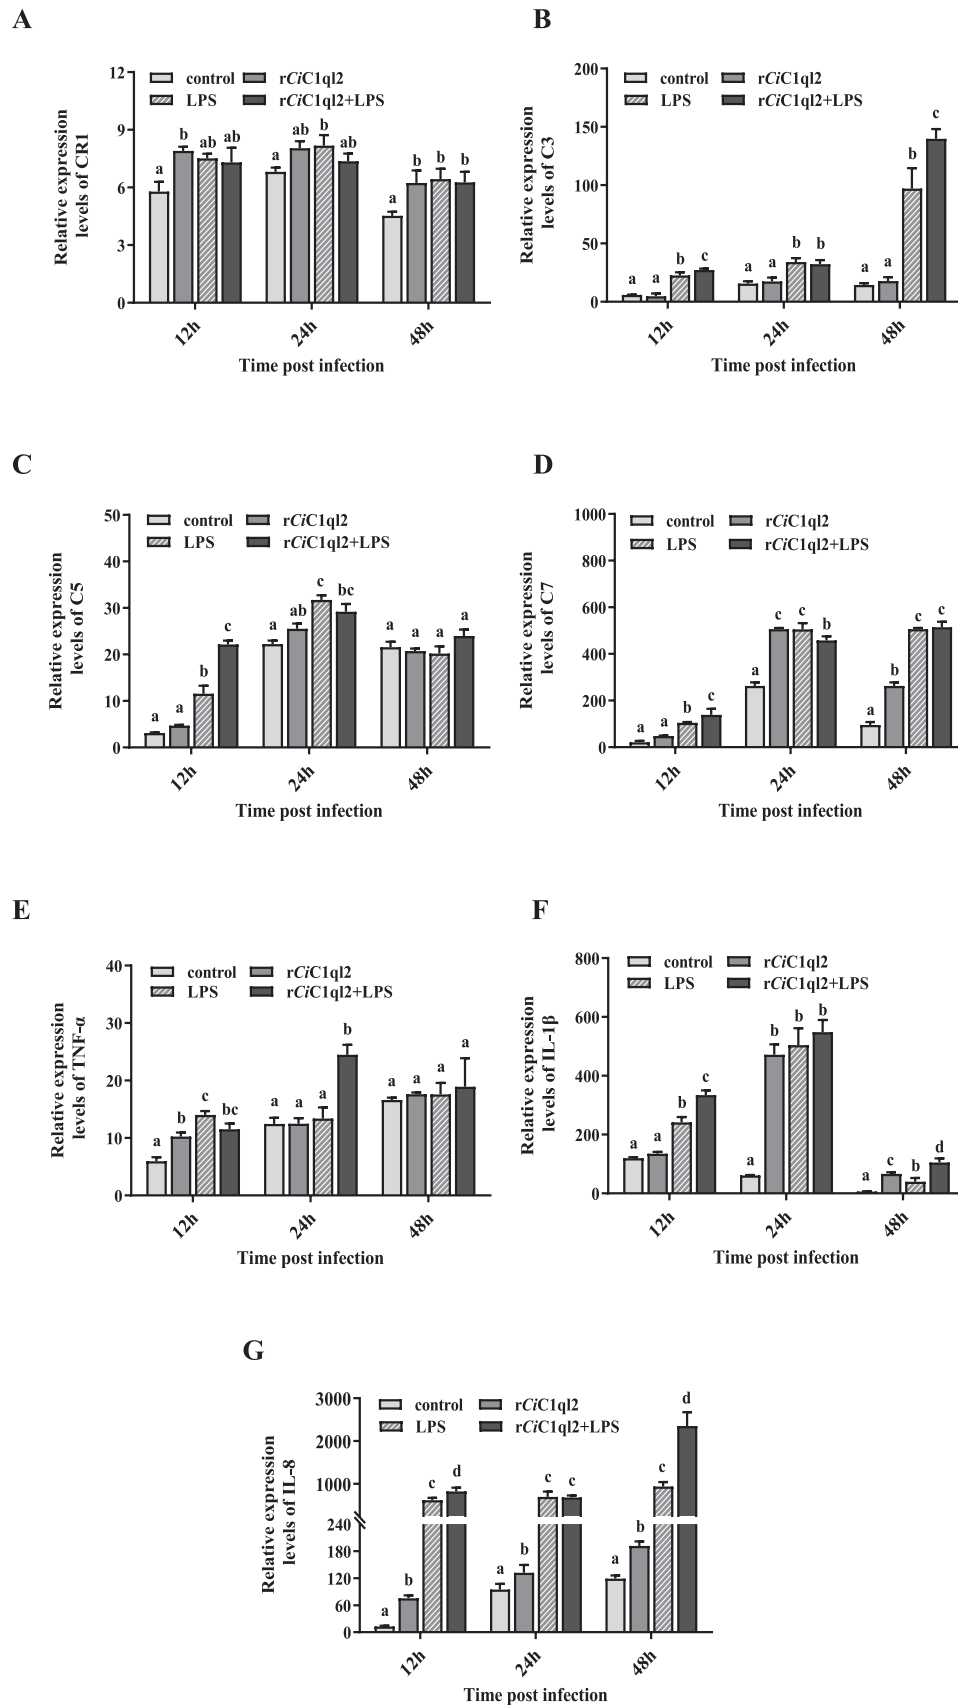 A
Relative expression
levels of CR1
control rCiC1ql2
LPS rCiC1ql2+LPS
12
9
6
3
0
a b ab ab
a ab b ab
a b b b
12h 24h 48h
Time post infection
B
Relative expression
levels of C3
control rCiC1ql2
LPS rCiC1ql2+LPS
200
150
100
50
0
a a b c
a a b b
a a b c
12h 24h 48h
Time post infection
C
Relative expression
levels of C5
control rCiC1ql2
LPS rCiC1ql2+LPS
50
40
30
20
10
0
a a b c
a ab c bc
a a a a
12h 24h 48h
Time post infection
D
Relative expression
levels of C7
control rCiC1ql2
LPS rCiC1ql2+LPS
1000
800
600
400
200
0
a a b c
a c c b
a b c c
12h 24h 48h
Time post infection
E
Relative expression
levels of TNF-α
control rCiC1ql2
LPS rCiC1ql2+LPS
40
30
20
10
0
a b c bc
a a a b
a a a a
12h 24h 48h
Time post infection
F
Relative expression
levels of IL-1β
control rCiC1ql2
LPS rCiC1ql2+LPS
800
600
400
200
0
a a b c
a b b b
a c b d
12h 24h 48h
Time post infection
G
Relative expression
levels of IL-8
control rCiC1ql2
LPS rCiC1ql2+LPS
3000
2000
1000
240
180
120
60
0
a b c d
a b c c
a b c d
12h 24h 48h
Time post infection